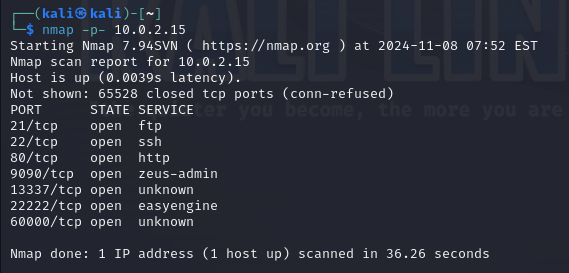 ┌──(kali㉿kali)-[~]
└─$ nmap -p- 10.0.2.15
Starting Nmap 7.94SVN ( https://nmap.org ) at 2024-11-08 07:52 EST
Nmap scan report for 10.0.2.15
Host is up (0.0039s latency).
Not shown: 65528 closed tcp ports (conn-refused)
PORT      STATE SERVICE
21/tcp    open  ftp
22/tcp    open  ssh
80/tcp    open  http
9090/tcp  open  zeus-admin
13337/tcp open  unknown
22222/tcp open  easyengine
60000/tcp open  unknown
Nmap done: 1 IP address (1 host up) scanned in 36.26 seconds
you become, the more you are